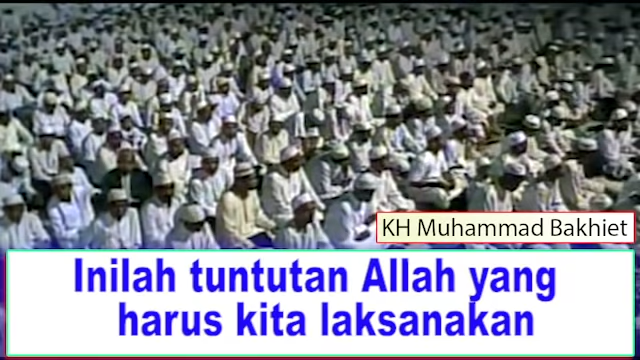 KH Muhammad Bakhiet
Inilah tuntutan Allah yang
harus kita laksanakan